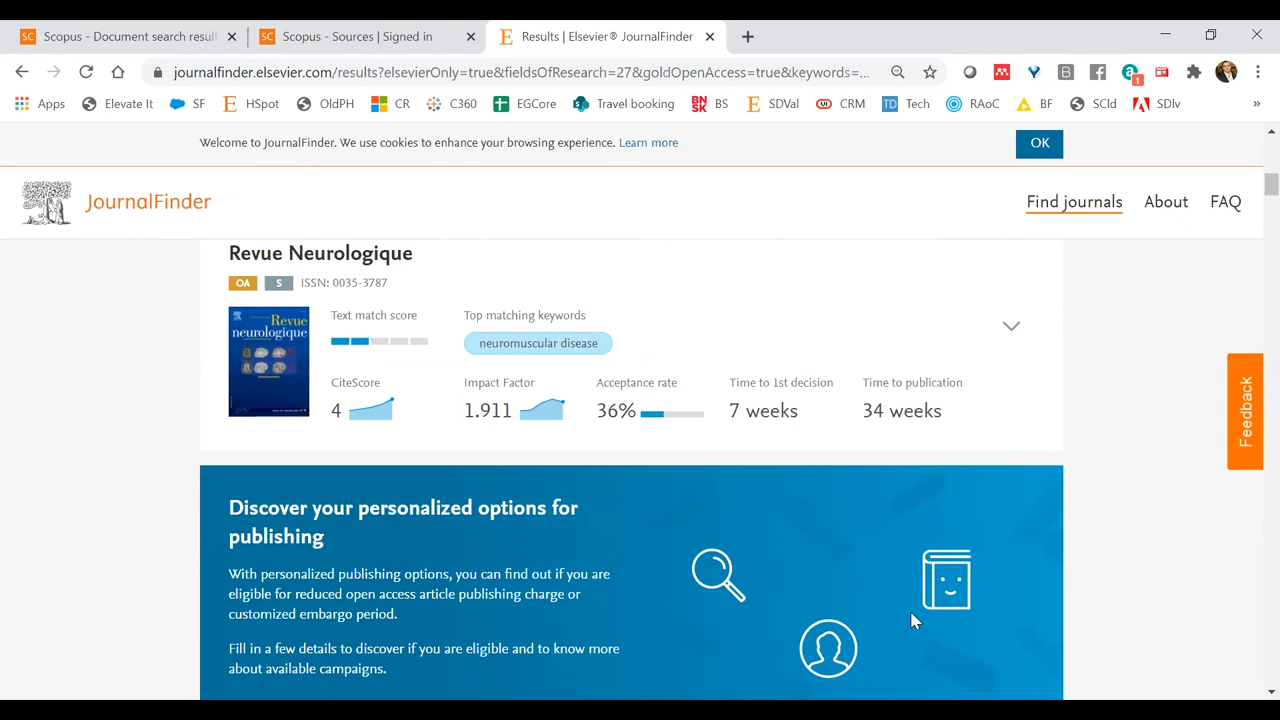 SC Scopus - Document search resul
SC Scopus - Sources | Signed in
E Results | Elsevier® JournalFinder
journalfinder.elsevier.com/results?elsevierOnly=true&fieldsOfResearch=27&goldOpenAccess=true&keywords=...
Apps Elevate It SF HSpot OldPH CR C360 EGCore Travel booking BNSK BS SDVal CRM TD Tech RAoC BF SCld SDlv »
Welcome to JournalFinder. We use cookies to enhance your browsing experience. Learn more
OK
JournalFinder
Find journals About FAQ
Revue Neurologique
OA S ISSN: 0035-3787
Revue
neurologique
Text match score
Top matching keywords
neuromuscular disease
CiteScore Impact Factor Acceptance rate Time to 1st decision Time to publication
4 1.911 36% 7 weeks 34 weeks
Feedback
Discover your personalized options for
publishing
With personalized publishing options, you can find out if you are
eligible for reduced open access article publishing charge or
customized embargo period.
Fill in a few details to discover if you are eligible and to know more
about available campaigns.